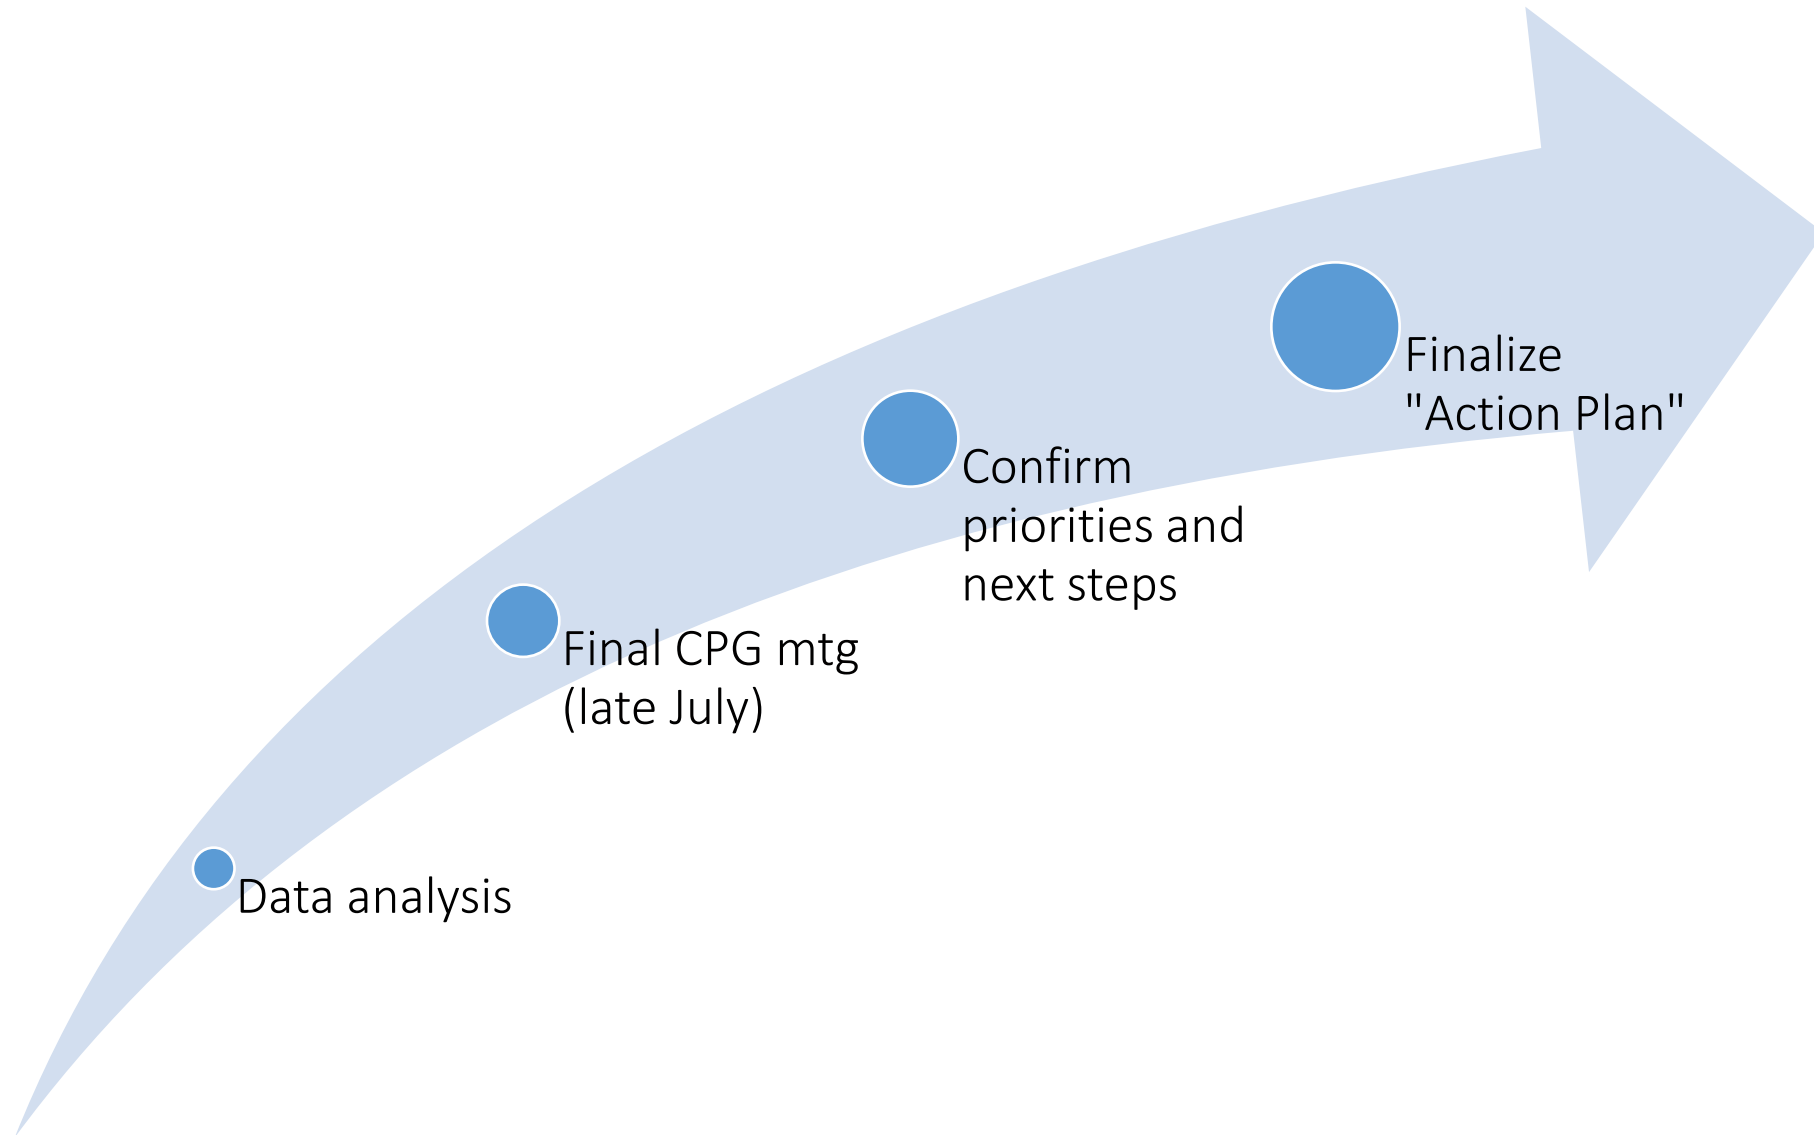 Data analysis
Final CPG mtg
(late July)
Confirm
priorities and
next steps
Finalize
"Action Plan"